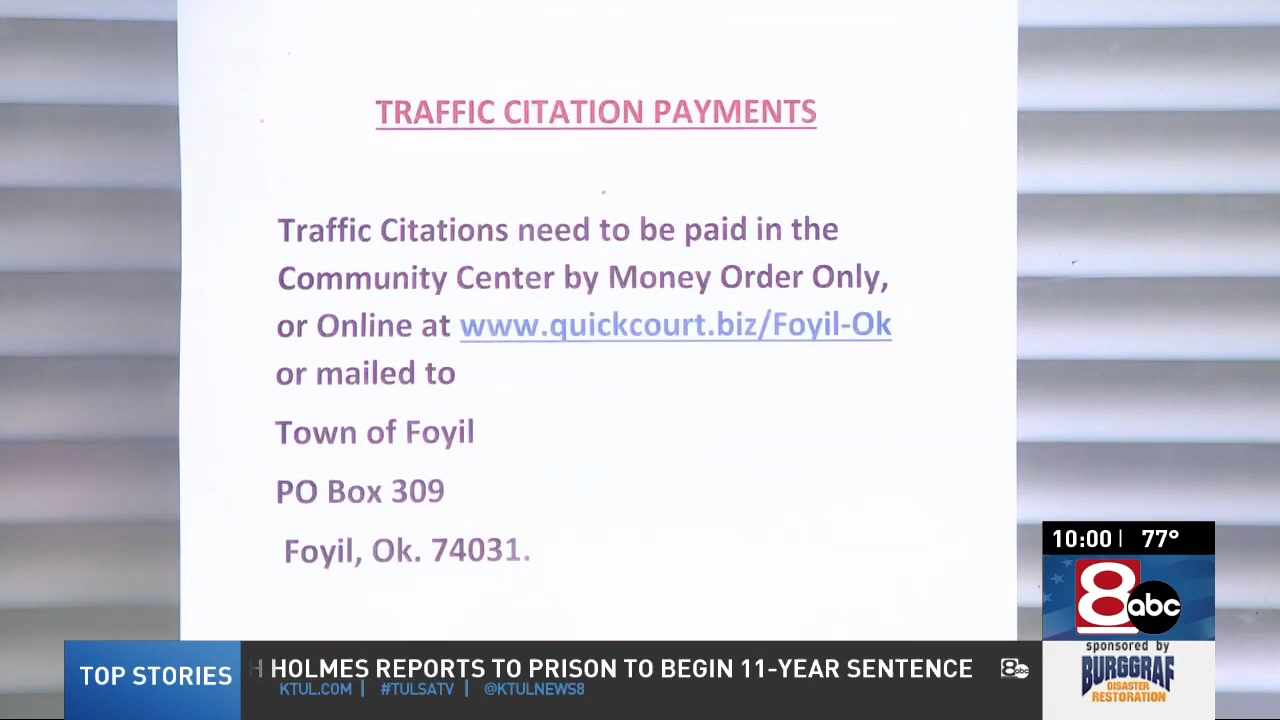 TRAFFIC CITATION PAYMENTS
Traffic Citations need to be paid in the
Community Center by Money Order Only,
or Online at www.quickcourt.biz/Foyil-Ok
or mailed to
Town of Foyil
PO Box 309
Foyil, Ok. 74031.
10:00 77°
8 abc
sponsored by
BURGGRAF
DISASTER
RESTORATION
TOP STORIES
H HOLMES REPORTS TO PRISON TO BEGIN 11-YEAR SENTENCE
8 abc
KTUL.COM | #TULSATV | @KTULNEWS8